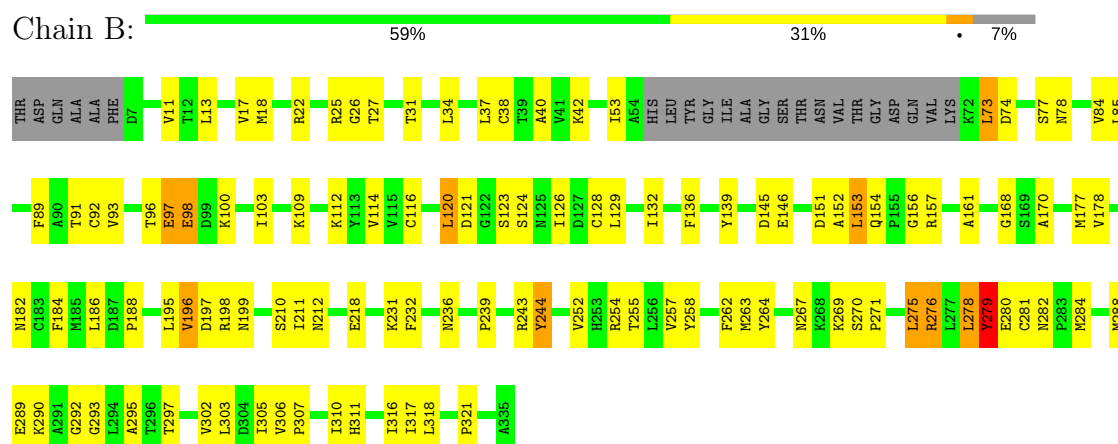 Chain B:
59% 31% • 7%
THR ASP GLN ALA ALA PHE D7 V11 T12 L13 V17 M18 R22 R25 G26 T27 T31 L34 L37 C38 T39 A40 V41 K42 I53 A54 HIS LEU TYR GLY ILE ALA GLY SER THR ASN VAL THR GLY ASP GLN VAL LYS K72 L73 D74 S77 N78 V84 L85
F89 A90 T91 C92 V93 T96 E97 E98 D99 K100 I103 K109 K112 Y113 V114 V115 C116 L120 D121 G122 S123 S124 N125 I126 D127 C128 L129 I132 F136 Y139 D145 E146 D151 A152 L153 Q154 P155 G156 R157 A161 G168 S169 A170 M177 V178
N182 C183 F184 M185 L186 D187 P188 L195 V196 D197 R198 N199 S210 I211 N212 E218 K231 F232 N236 P239 R243 Y244 V252 H253 R254 T255 L256 V257 Y258 F262 M263 Y264 N267 K268 K269 S270 P271 L275 R276 L277 L278 Y279 E280 C281 N282 P283 M284 M288
E289 K290 A291 G292 G293 L294 A295 T296 T297 V302 L303 D304 I305 V306 P307 I310 H311 I316 I317 L318 P321 A335